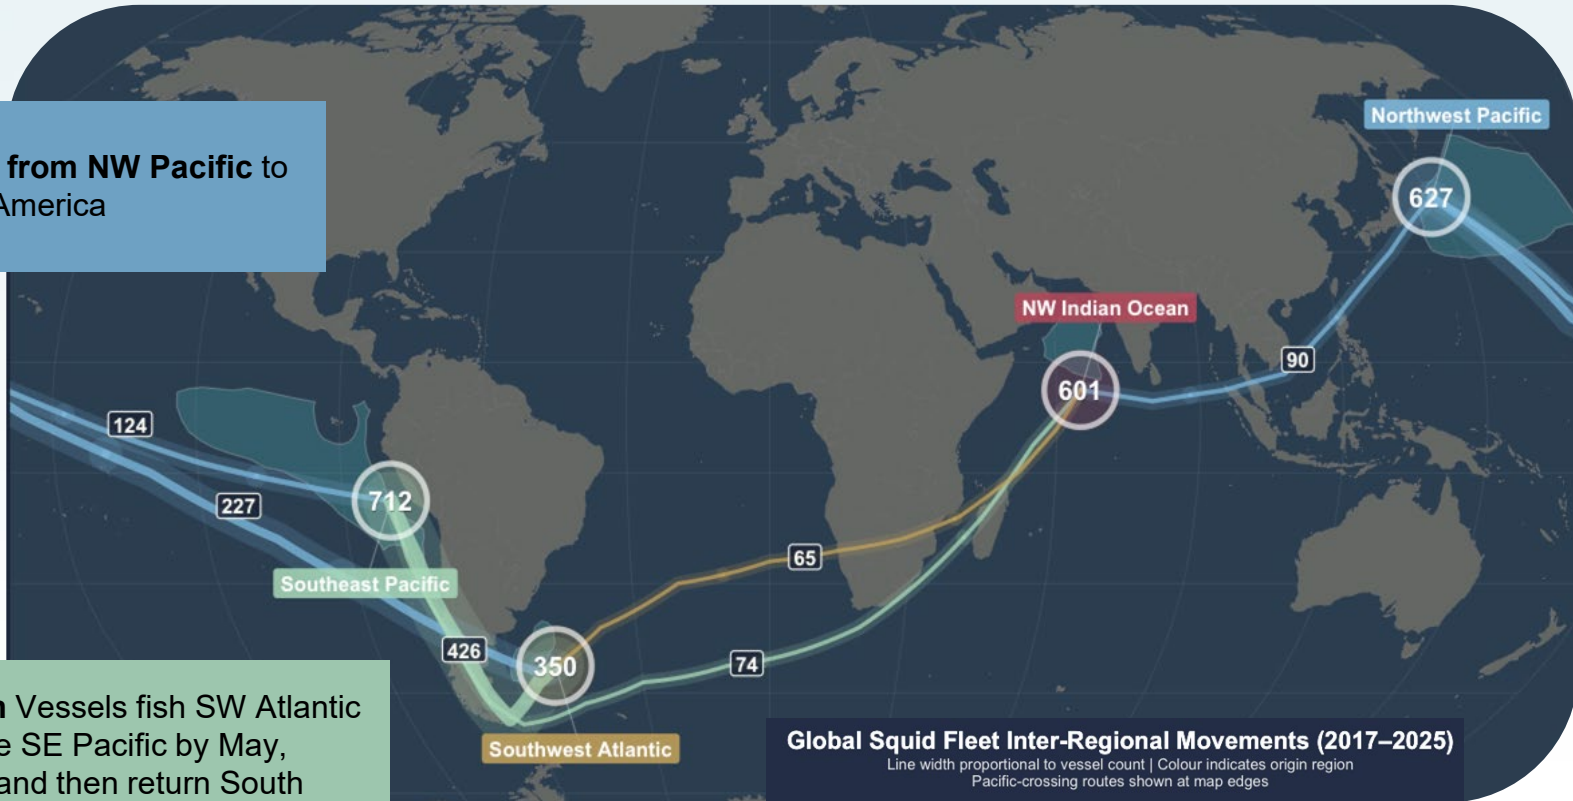 from NW Pacific to
America
Northwest Pacific
627
NW Indian Ocean
601
90
124
227
712
Southeast Pacific
65
426
350
74
Southwest Atlantic
Vessels fish SW Atlantic
SE Pacific by May,
and then return South
Global Squid Fleet Inter-Regional Movements (2017–2025)
Line width proportional to vessel count | Colour indicates origin region
Pacific-crossing routes shown at map edges